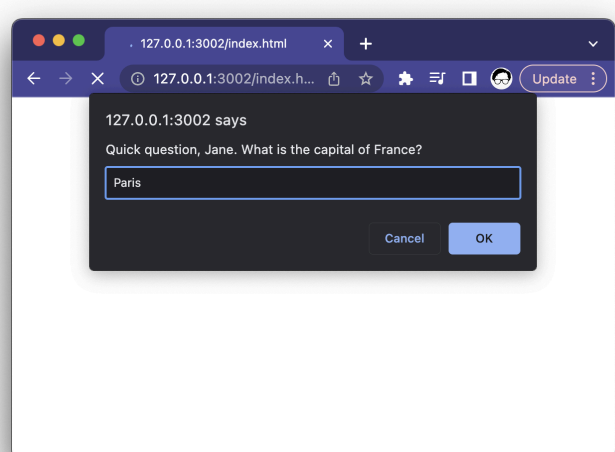 127.0.0.1:3002/index.html
127.0.0.1:3002/index.h...
Update
127.0.0.1:3002 says
Quick question, Jane. What is the capital of France?
Paris
Cancel
OK